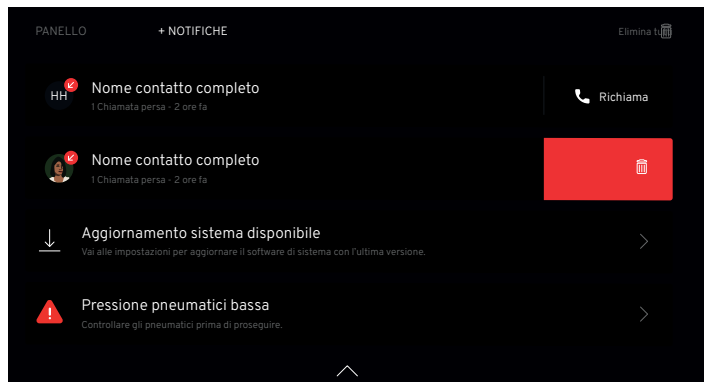 PANELLO
+ NOTIFICHE
Elimina
HH
Nome contatto completo
1 Chiamata persa - 2 ore fa
Richiama
Nome contatto completo
1 Chiamata persa - 2 ore fa
Aggiornamento sistema disponibile
Vai alle impostazioni per aggiornare il software di sistema con l'ultima versione.
Pressione pneumatici bassa
Controllare gli pneumatici prima di proseguire.